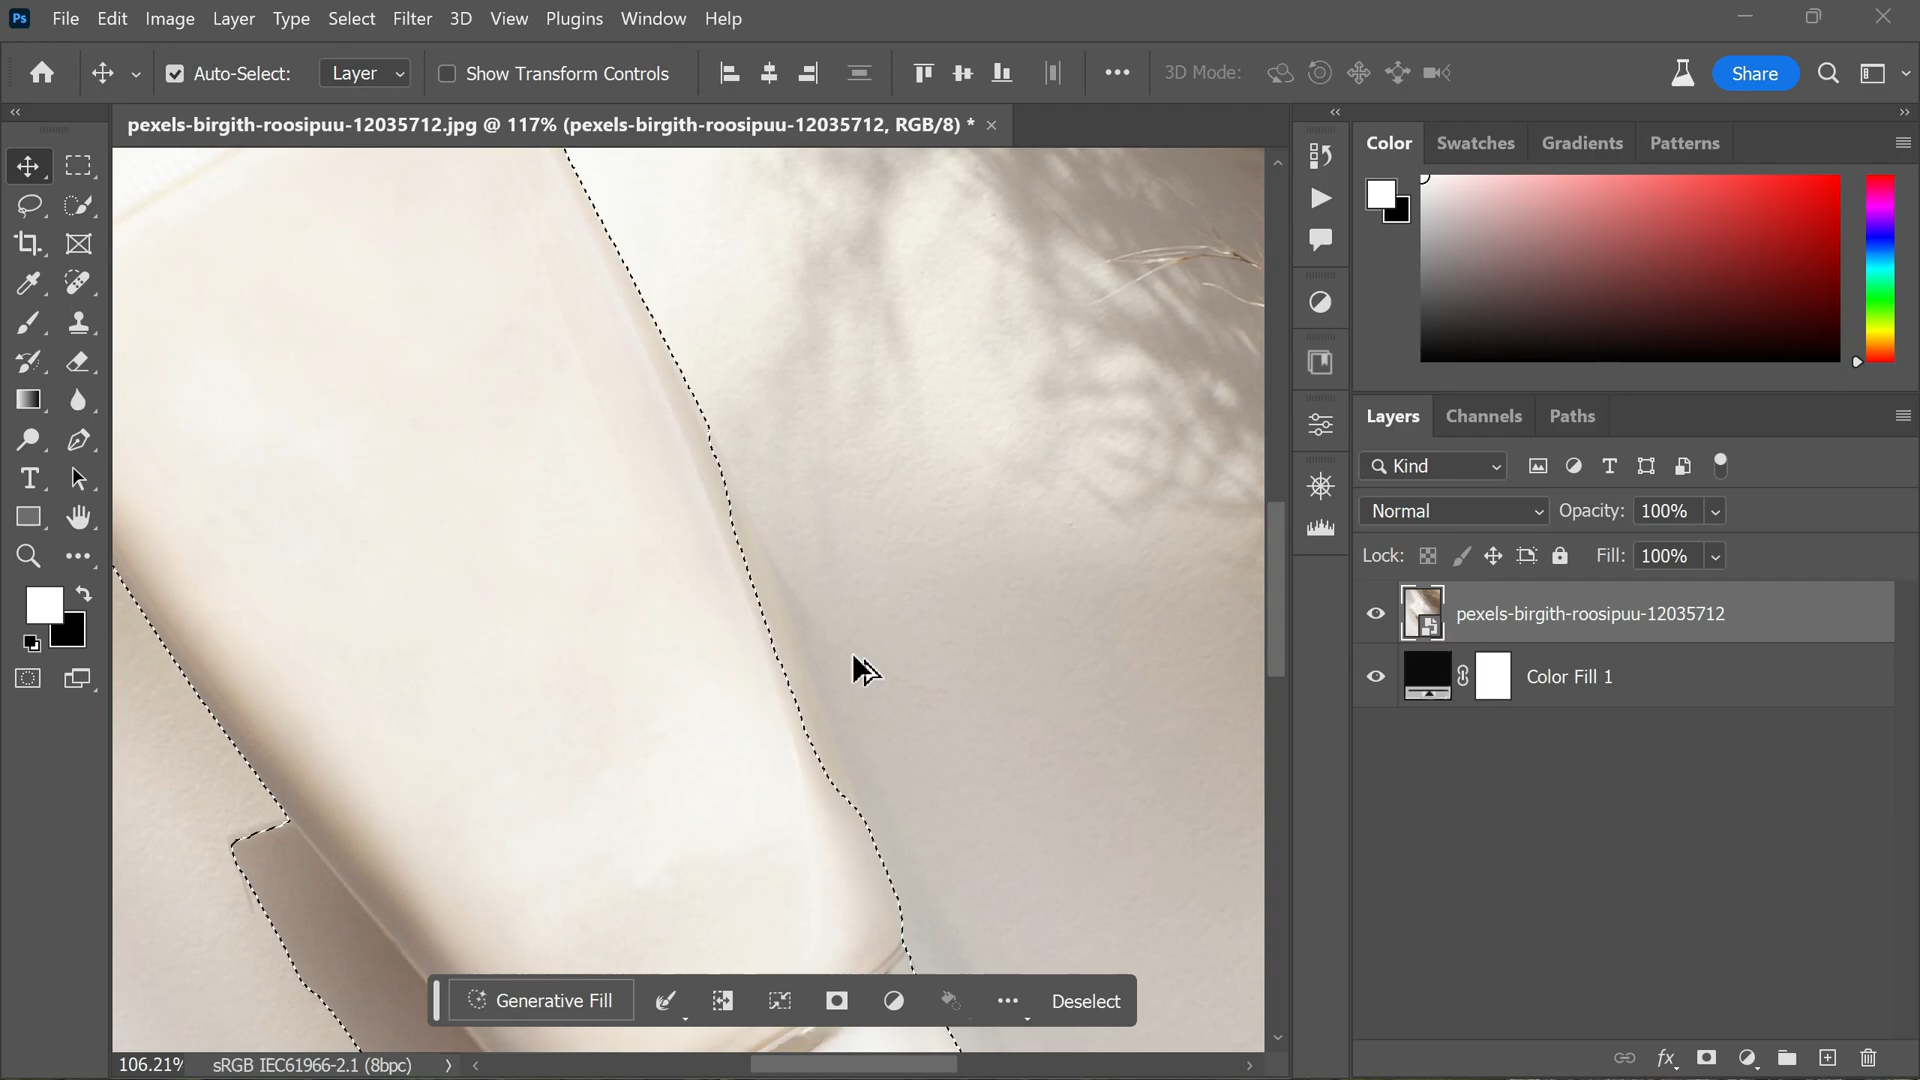 Ps File Edit Image Layer Type Select Filter 3D View Plugins Window Help
Auto-Select: Layer Show Transform Controls 3D Mode: Share
pexels-birgith-roosipuu-12035712.jpg @ 117% (pexels-birgith-roosipuu-12035712, RGB/8) *
Color Swatches Gradients Patterns
Layers Channels Paths
Kind
Normal Opacity: 100%
Lock: Fill: 100%
pexels-birgith-roosipuu-12035712
Color Fill 1
Generative Fill Deselect
106.21% sRGB IEC61966-2.1 (8bpc)